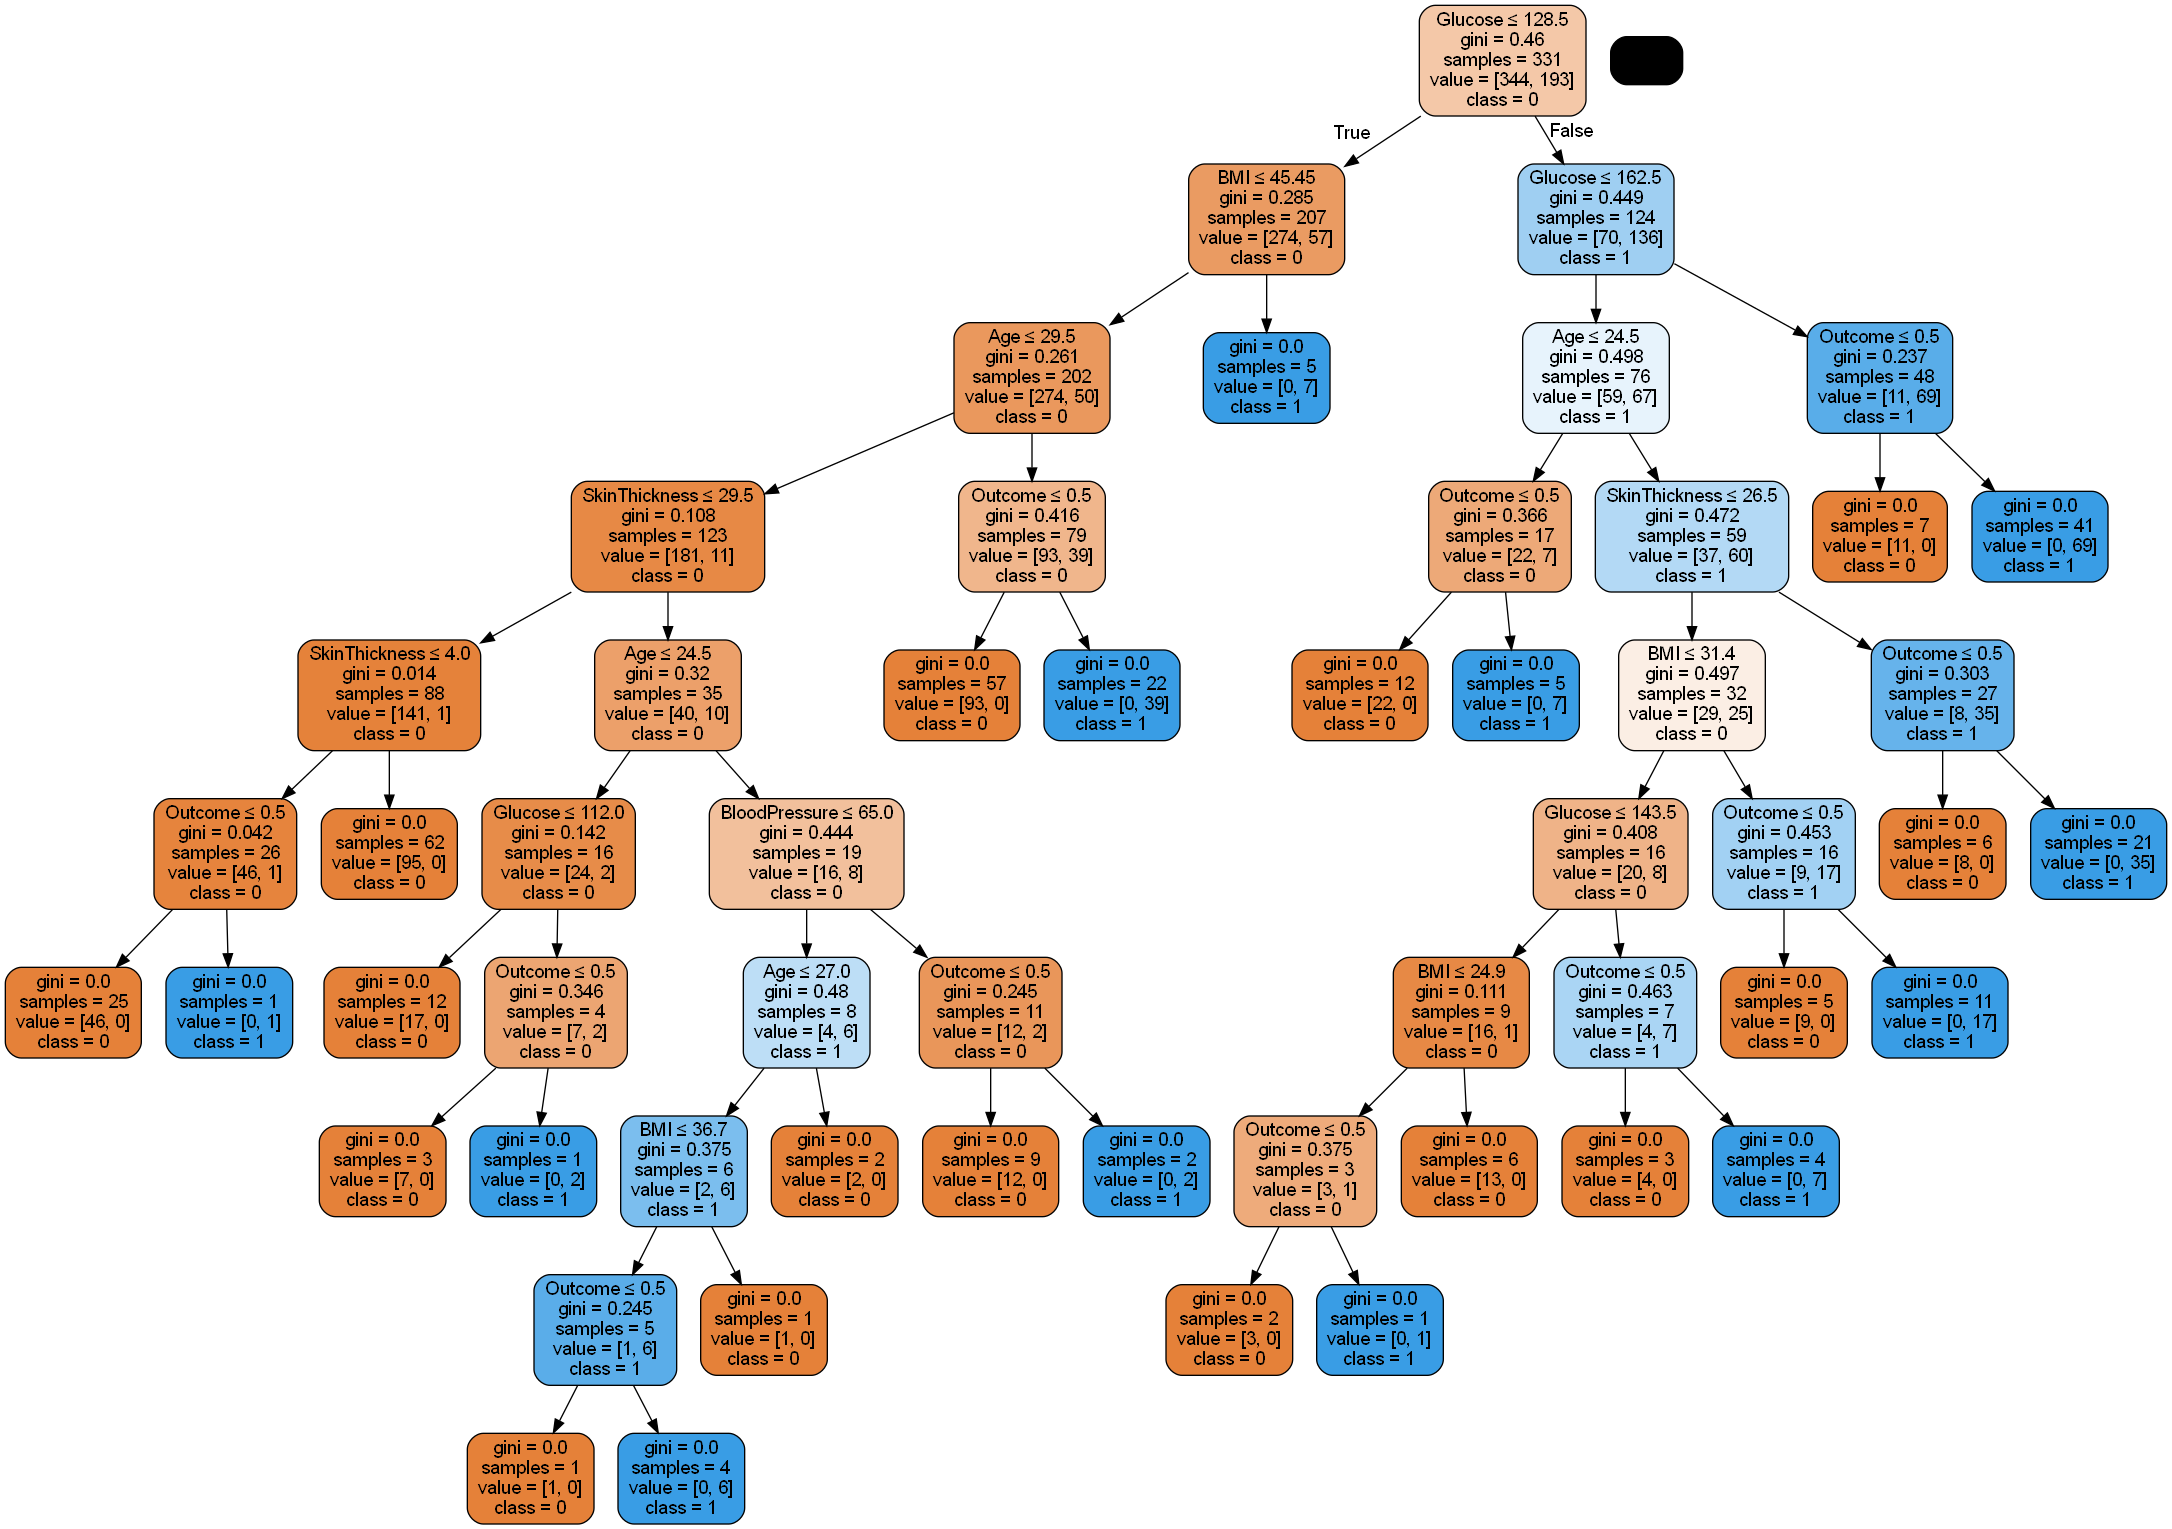 Glucose ≤ 128.5
gini = 0.46
samples = 331
value = [344, 193]
class = 0
True
False
BMI ≤ 45.45
gini = 0.285
samples = 207
value = [274, 57]
class = 0
Glucose ≤ 162.5
gini = 0.449
samples = 124
value = [70, 136]
class = 1
Age ≤ 29.5
gini = 0.261
samples = 202
value = [274, 50]
class = 0
gini = 0.0
samples = 5
value = [0, 7]
class = 1
Age ≤ 24.5
gini = 0.498
samples = 76
value = [59, 67]
class = 1
Outcome ≤ 0.5
gini = 0.237
samples = 48
value = [11, 69]
class = 1
SkinThickness ≤ 29.5
gini = 0.108
samples = 123
value = [181, 11]
class = 0
Outcome ≤ 0.5
gini = 0.416
samples = 79
value = [93, 39]
class = 0
Outcome ≤ 0.5
gini = 0.366
samples = 17
value = [22, 7]
class = 0
SkinThickness ≤ 26.5
gini = 0.472
samples = 59
value = [37, 60]
class = 1
gini = 0.0
samples = 7
value = [11, 0]
class = 0
gini = 0.0
samples = 41
value = [0, 69]
class = 1
SkinThickness ≤ 4.0
gini = 0.014
samples = 88
value = [141, 1]
class = 0
Age ≤ 24.5
gini = 0.32
samples = 35
value = [40, 10]
class = 0
gini = 0.0
samples = 57
value = [93, 0]
class = 0
gini = 0.0
samples = 22
value = [0, 39]
class = 1
gini = 0.0
samples = 12
value = [22, 0]
class = 0
gini = 0.0
samples = 5
value = [0, 7]
class = 1
BMI ≤ 31.4
gini = 0.497
samples = 32
value = [29, 25]
class = 0
Outcome ≤ 0.5
gini = 0.303
samples = 27
value = [8, 35]
class = 1
Outcome ≤ 0.5
gini = 0.042
samples = 26
value = [46, 1]
class = 0
gini = 0.0
samples = 62
value = [95, 0]
class = 0
Glucose ≤ 112.0
gini = 0.142
samples = 16
value = [24, 2]
class = 0
BloodPressure ≤ 65.0
gini = 0.444
samples = 19
value = [16, 8]
class = 0
Glucose ≤ 143.5
gini = 0.408
samples = 16
value = [20, 8]
class = 0
Outcome ≤ 0.5
gini = 0.453
samples = 16
value = [9, 17]
class = 1
gini = 0.0
samples = 6
value = [8, 0]
class = 0
gini = 0.0
samples = 21
value = [0, 35]
class = 1
gini = 0.0
samples = 25
value = [46, 0]
class = 0
gini = 0.0
samples = 1
value = [0, 1]
class = 1
gini = 0.0
samples = 12
value = [17, 0]
class = 0
Outcome ≤ 0.5
gini = 0.346
samples = 4
value = [7, 2]
class = 0
Age ≤ 27.0
gini = 0.48
samples = 8
value = [4, 6]
class = 1
Outcome ≤ 0.5
gini = 0.245
samples = 11
value = [12, 2]
class = 0
BMI ≤ 24.9
gini = 0.111
samples = 9
value = [16, 1]
class = 0
Outcome ≤ 0.5
gini = 0.463
samples = 7
value = [4, 7]
class = 1
gini = 0.0
samples = 5
value = [9, 0]
class = 0
gini = 0.0
samples = 11
value = [0, 17]
class = 1
gini = 0.0
samples = 3
value = [7, 0]
class = 0
gini = 0.0
samples = 1
value = [0, 2]
class = 1
BMI ≤ 36.7
gini = 0.375
samples = 6
value = [2, 6]
class = 1
gini = 0.0
samples = 2
value = [2, 0]
class = 0
gini = 0.0
samples = 9
value = [12, 0]
class = 0
gini = 0.0
samples = 2
value = [0, 2]
class = 1
Outcome ≤ 0.5
gini = 0.375
samples = 3
value = [3, 1]
class = 0
gini = 0.0
samples = 6
value = [13, 0]
class = 0
gini = 0.0
samples = 3
value = [4, 0]
class = 0
gini = 0.0
samples = 4
value = [0, 7]
class = 1
Outcome ≤ 0.5
gini = 0.245
samples = 5
value = [1, 6]
class = 1
gini = 0.0
samples = 1
value = [1, 0]
class = 0
gini = 0.0
samples = 2
value = [3, 0]
class = 0
gini = 0.0
samples = 1
value = [0, 1]
class = 1
gini = 0.0
samples = 1
value = [1, 0]
class = 0
gini = 0.0
samples = 4
value = [0, 6]
class = 1